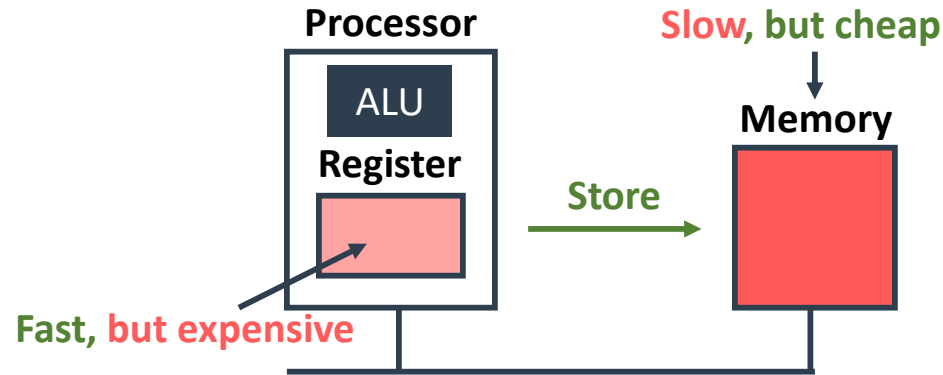 Processor
Slow, but cheap
ALU
Memory
Register
Store
Fast, but expensive